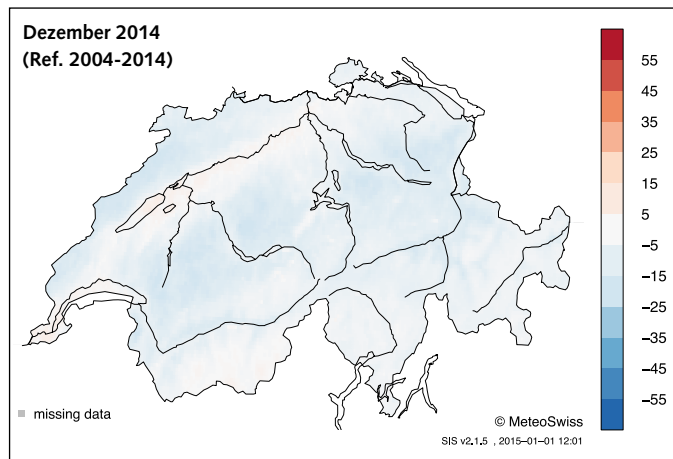 Dezember 2014
(Ref. 2004-2014)
55
45
35
25
15
5
−5
−15
−25
−35
−45
−55
missing data
© MeteoSwiss
SIS v2.1.5 , 2015−01−01 12:01